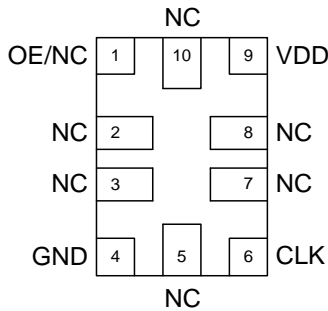 NC
OE/NC 1 10 9 VDD
NC 2 8 NC
NC 3 7 NC
GND 4 5 6 CLK
NC